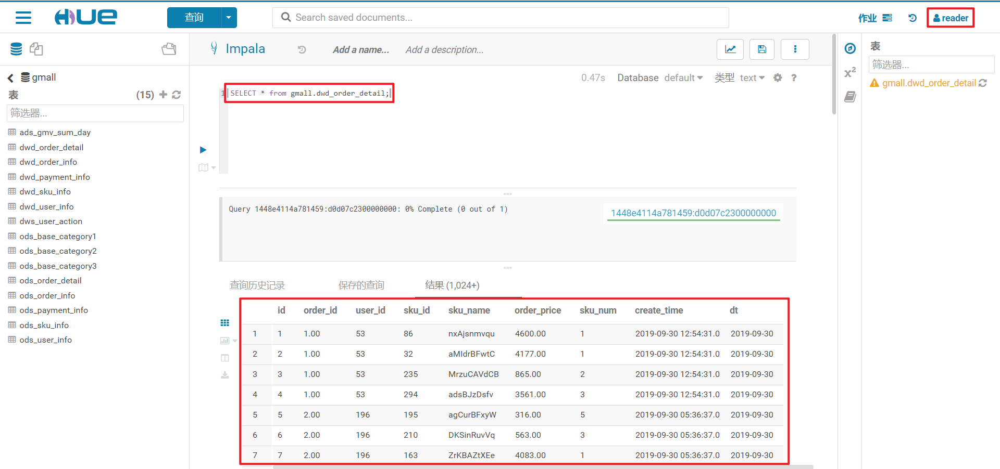 HUE
查询
Search saved documents...
作业
reader
Impala
Add a name...
Add a description...
gmall
表
(15)
筛选器...
ads_gmv_sum_day
dwd_order_detail
dwd_order_info
dwd_payment_info
dwd_sku_info
dwd_user_info
dws_user_action
ods_base_category1
ods_base_category2
ods_base_category3
ods_order_detail
ods_order_info
ods_payment_info
ods_sku_info
ods_user_info
0.47s Database default 类型 text ?
1 SELECT * from gmall.dwd_order_detail;
Query 1448e4114a781459:d0d07c2300000000: 0% Complete (0 out of 1)
1448e4114a781459:d0d07c2300000000
查询历史记录 保存的查询 结果 (1,024+)
id order_id user_id sku_id sku_name order_price sku_num create_time dt
1 1 1.00 53 86 nxAjsnmvqu 4600.00 1 2019-09-30 12:54:31.0 2019-09-30
2 2 1.00 53 32 aMIdrBFwtC 4177.00 1 2019-09-30 12:54:31.0 2019-09-30
3 3 1.00 53 235 MrzuCAVdCB 865.00 2 2019-09-30 12:54:31.0 2019-09-30
4 4 1.00 53 294 adsBJzDsfv 3561.00 3 2019-09-30 12:54:31.0 2019-09-30
5 5 2.00 196 195 agCurBFxyW 316.00 5 2019-09-30 05:36:37.0 2019-09-30
6 6 2.00 196 210 DKSinRuvVq 563.00 3 2019-09-30 05:36:37.0 2019-09-30
7 7 2.00 196 163 ZrKBAZtXEe 4083.00 1 2019-09-30 05:36:37.0 2019-09-30
x²
表
筛选器...
gmall.dwd_order_detail